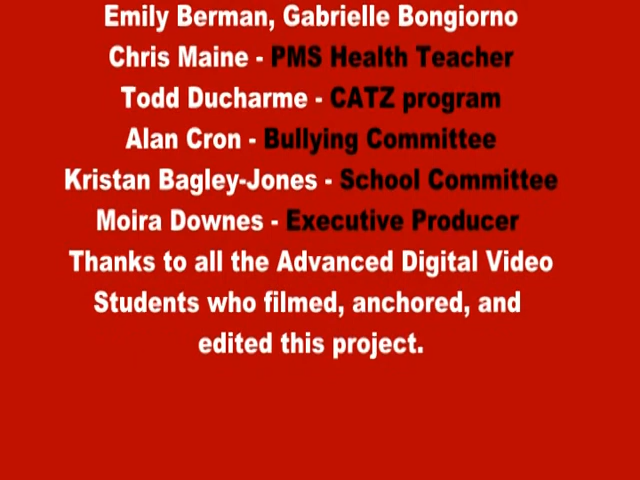 Emily Berman, Gabrielle Bongiorno
Chris Maine - PMS Health Teacher
Todd Ducharme - CATZ program
Alan Cron - Bullying Committee
Kristan Bagley-Jones - School Committee
Moira Downes - Executive Producer
Thanks to all the Advanced Digital Video
Students who filmed, anchored, and
edited this project.